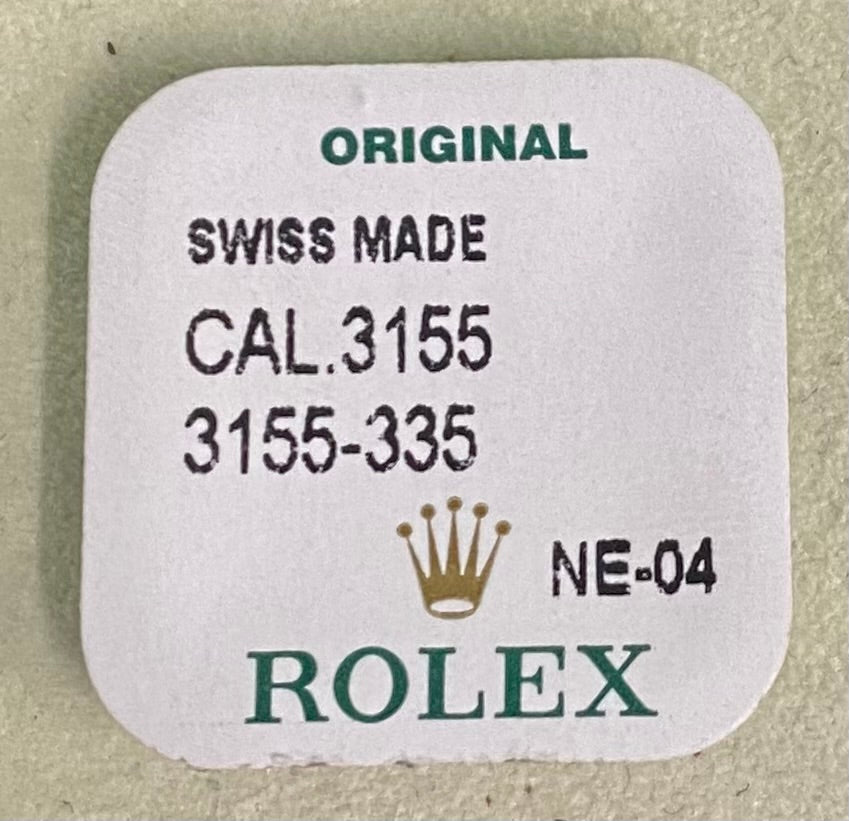 ORIGINAL
SWISS MADE
CAL.3155
3155-335
NE-04
ROLEX